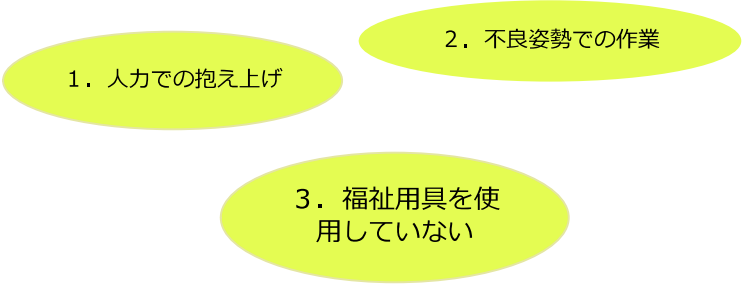 1. 人力での抱え上げ
2. 不良姿勢での作業
3. 福祉用具を使
用していない